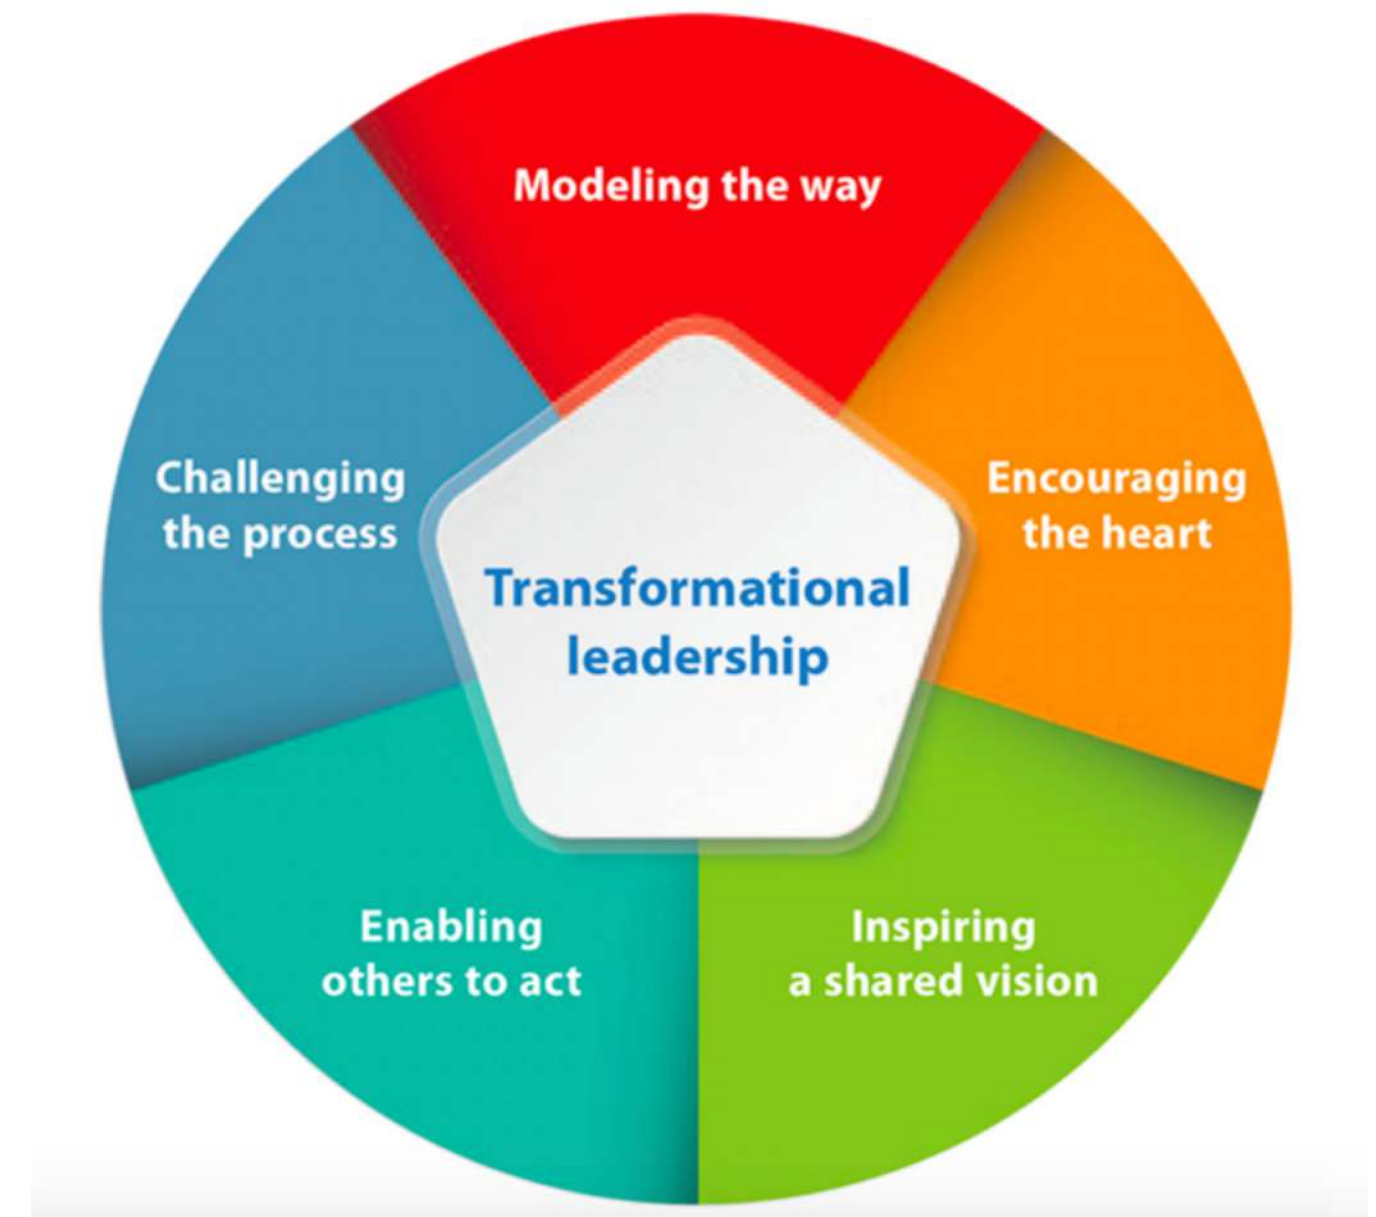 Modeling the way
Challenging
the process
Encouraging
the heart
Transformational
leadership
Enabling
others to act
Inspiring
a shared vision